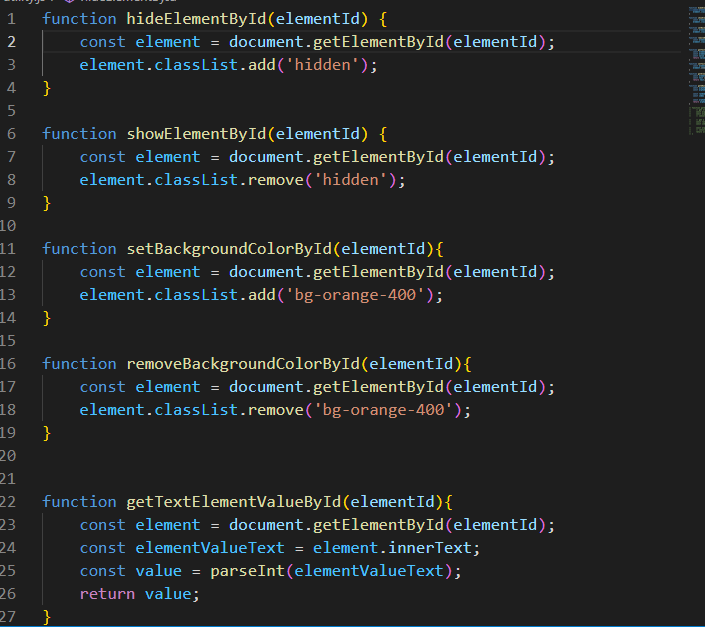 1 function hideElementById(elementId) {
2     const element = document.getElementById(elementId);
3     element.classList.add('hidden');
4 }
5
6 function showElementById(elementId) {
7     const element = document.getElementById(elementId);
8     element.classList.remove('hidden');
9 }
10
11 function setBackgroundColorById(elementId){
12     const element = document.getElementById(elementId);
13     element.classList.add('bg-orange-400');
14 }
15
16 function removeBackgroundColorById(elementId){
17     const element = document.getElementById(elementId);
18     element.classList.remove('bg-orange-400');
19 }
20
21
22 function getTextElementValueById(elementId){
23     const element = document.getElementById(elementId);
24     const elementValueText = element.innerText;
25     const value = parseInt(elementValueText);
26     return value;
27 }